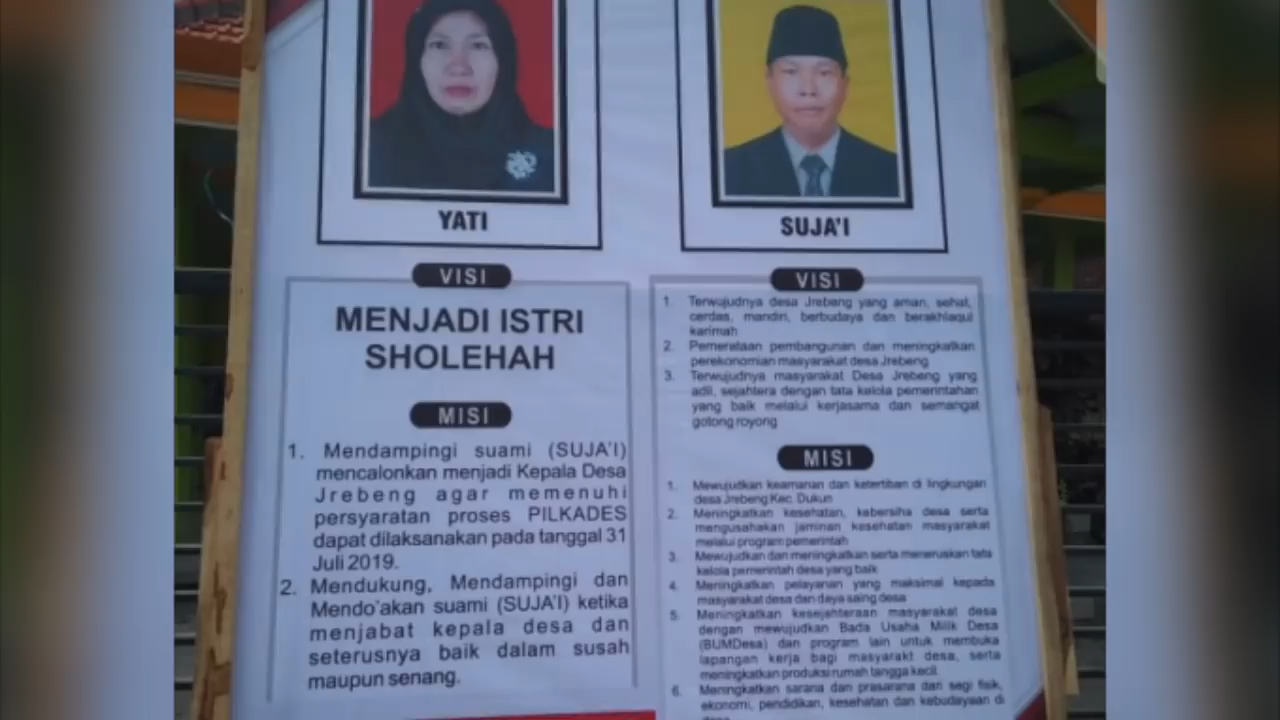 YATI
VISI
MENJADI ISTRI
SHOLEHAH
MISI
1. Mendampingi suami (SUJA'I)
mencalonkan menjadi Kepala Desa
Jrebeng agar memenuhi
persyaratan proses PILKADES
dapat dilaksanakan pada tanggal 31
Juli 2019.
2. Mendukung, Mendampingi dan
Mendo'akan suami (SUJA'I) ketika
menjabat kepala desa dan
seterusnya baik dalam susah
maupun senang.
SUJA'I
VISI
1. Terwujudnya desa Jrebeng yang aman, sehat,
cerdas, mandiri, berbudaya dan berakhlaqul
karimah
2. Pemerataan pembangunan dan meningkatkan
perekonomian masyarakat desa Jrebeng
3. Terwujudnya masyarakat Desa Jrebeng yang
adil, sejahtera dengan tata kelola pemerintahan
yang baik melalui kerjasama dan semangat
gotong royong
MISI
1. Mewujudkan keamanan dan ketertiban di lingkungan
desa Jrebeng Kec. Dukun
2. Meningkatkan kesehatan, kebersiha desa serta
mengusahakan jaminan kesehatan masyarakat
melalui program pemerintah
3. Mewujudkan dan meningkatkan serta meneruskan tata
kelola pemerintah desa yang baik
4. Meningkatkan pelayanan yang maksimal kepada
masyarakat desa dan daya saing desa
5. Meningkatkan kesejahteraan masyarakat desa
dengan mewujudkan Bada Usaha Milik Desa
(BUMDesa) dan program lain untuk membuka
lapangan kerja bagi masyarakt desa, serta
meningkatkan produksi rumah tangga kecil
6. Meningkatkan sarana dan prasarana dari segi fisik,
ekonomi, pendidikan, kesehatan dan kebudayaan di